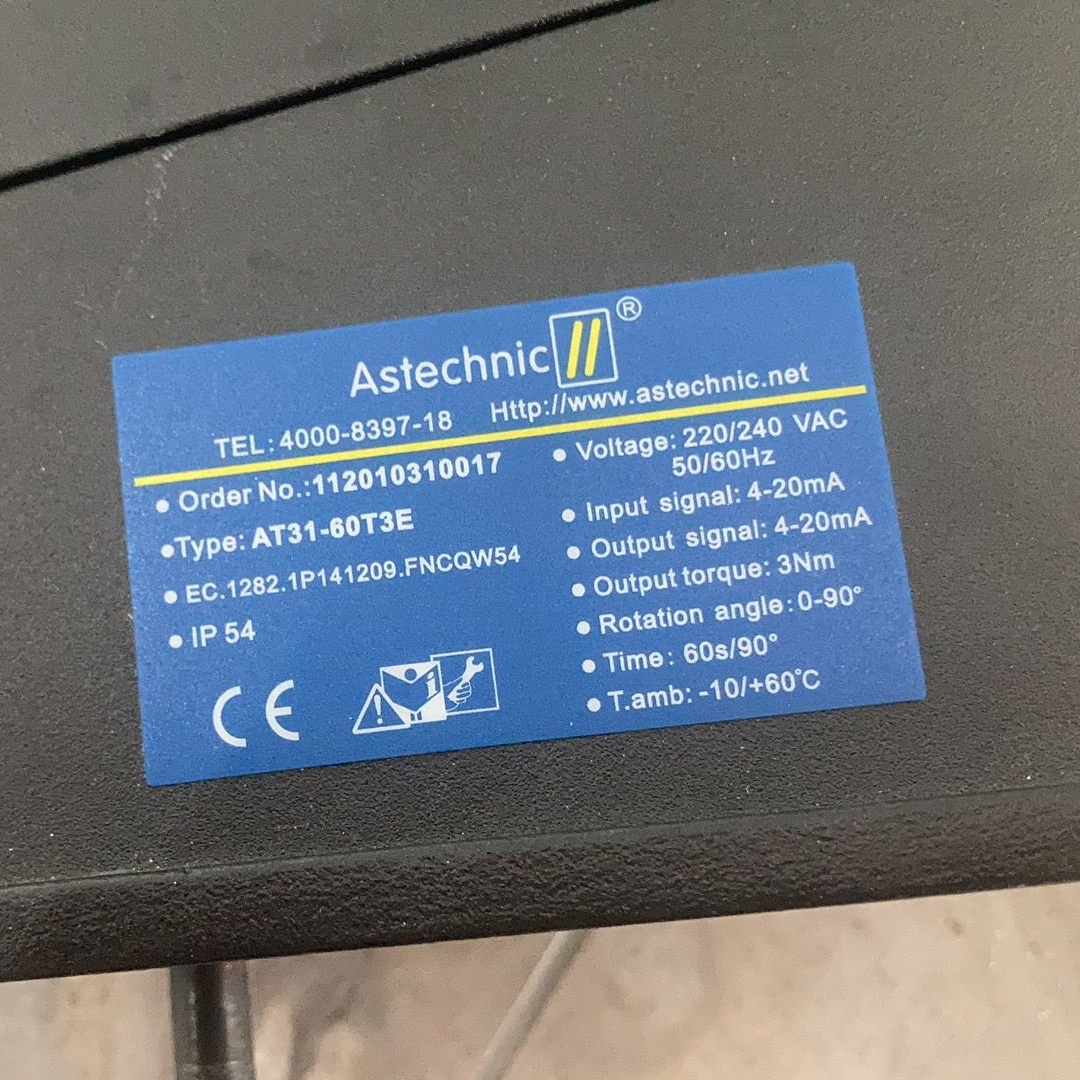 Astechnic ®
TEL:4000-8397-18 Http://www.astechnic.net
• Order No.:112010310017
•Type: AT31-60T3E
• EC.1282.1P141209.FNCQW54
• IP 54
CE
• Voltage: 220/240 VAC
50/60Hz
• Input signal: 4-20mA
• Output signal: 4-20mA
• Output torque: 3Nm
• Rotation angle:0-90°
• Time: 60s/90°
• T.amb: -10/+60°C